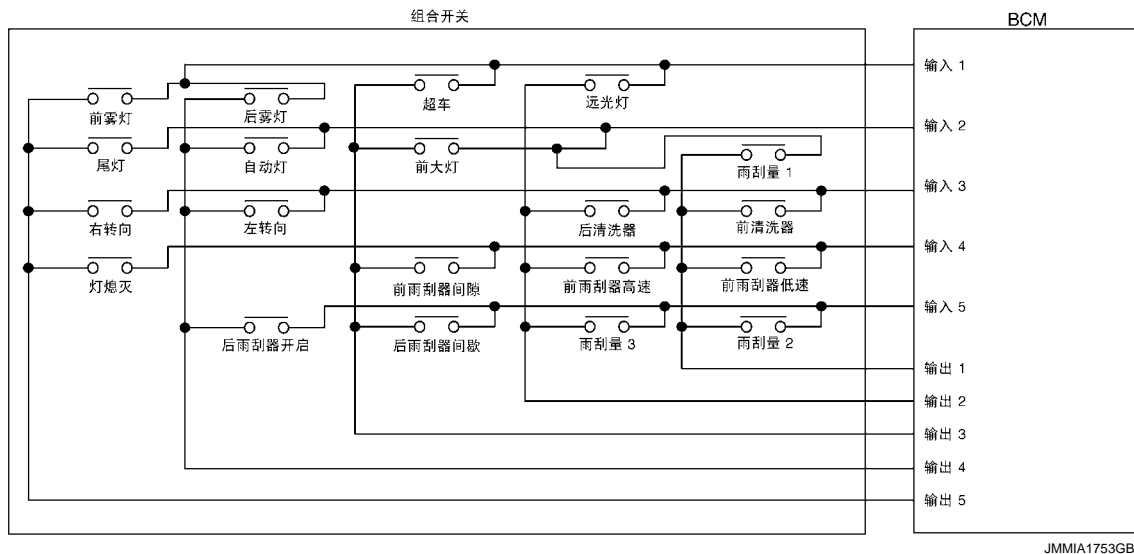 组合开关
BCM
输入 1
前雾灯
后雾灯
超车
远光灯
输入 2
尾灯
自动灯
前大灯
雨刮量 1
输入 3
右转向
左转向
后清洗器
前清洗器
输入 4
灯熄灭
前雨刮器间隙
前雨刮器高速
前雨刮器低速
输入 5
后雨刮器开启
后雨刮器间歇
雨刮量 3
雨刮量 2
输出 1
输出 2
输出 3
输出 4
输出 5
JMMIA1753GB